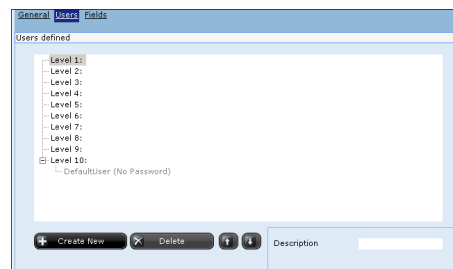 General Users Fields
Users defined
Level 1:
Level 2:
Level 3:
Level 4:
Level 5:
Level 6:
Level 7:
Level 8:
Level 9:
Level 10:
DefaultUser (No Password)
Create New Delete Description